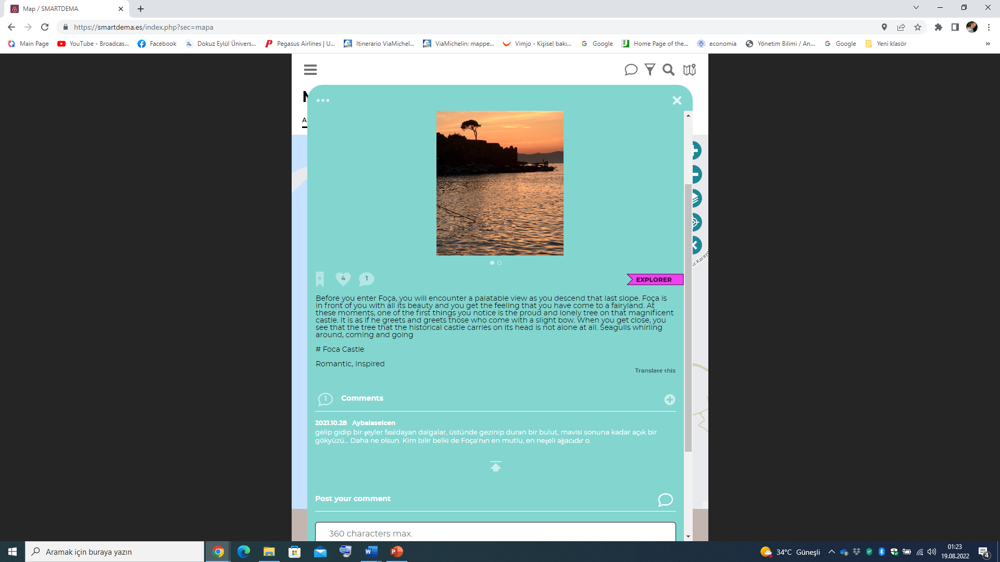 Map / SMARTDEMA
https://smartdema.es/index.php?sec=mapa
Main Page YouTube - Broadcas... Facebook Dokuz Eylül Ünivers... Pegasus Airlines | U... Itinerario ViaMichel... ViaMichelin: mappe... Vimjo - Kişisel bakı... Google Home Page of the... economia Yönetim Bilimi / An... Google Yeni klasör »
A
4 1 EXPLORER
Before you enter Foça, you will encounter a palatable view as you descend that last slope. Foça is
in front of you with all its beauty and you get the feeling that you have come to a fairyland. At
these moments, one of the first things you notice is the proud and lonely tree on that magnificent
castle. It is as if he greets and greets those who come with a slight bow. When you get close, you
see that the tree that the historical castle carries on its head is not alone at all. Seagulls whirling
around, coming and going
# Foca Castle
Romantic, Inspired
Translate this
1 Comments
2021.10.28 Aybalaselcen
gelip gidip bir şeyler fısıldayan dalgalar, üstünde gezinip duran bir bulut, mavisi sonuna kadar açık bir
gökyüzü... Daha ne olsun. Kim bilir belki de Foça'nın en mutlu, en neşeli ağacıdır o.
Post your comment
360 characters max.
Aramak için buraya yazın
34°C Güneşli
01:23
19.08.2022
4